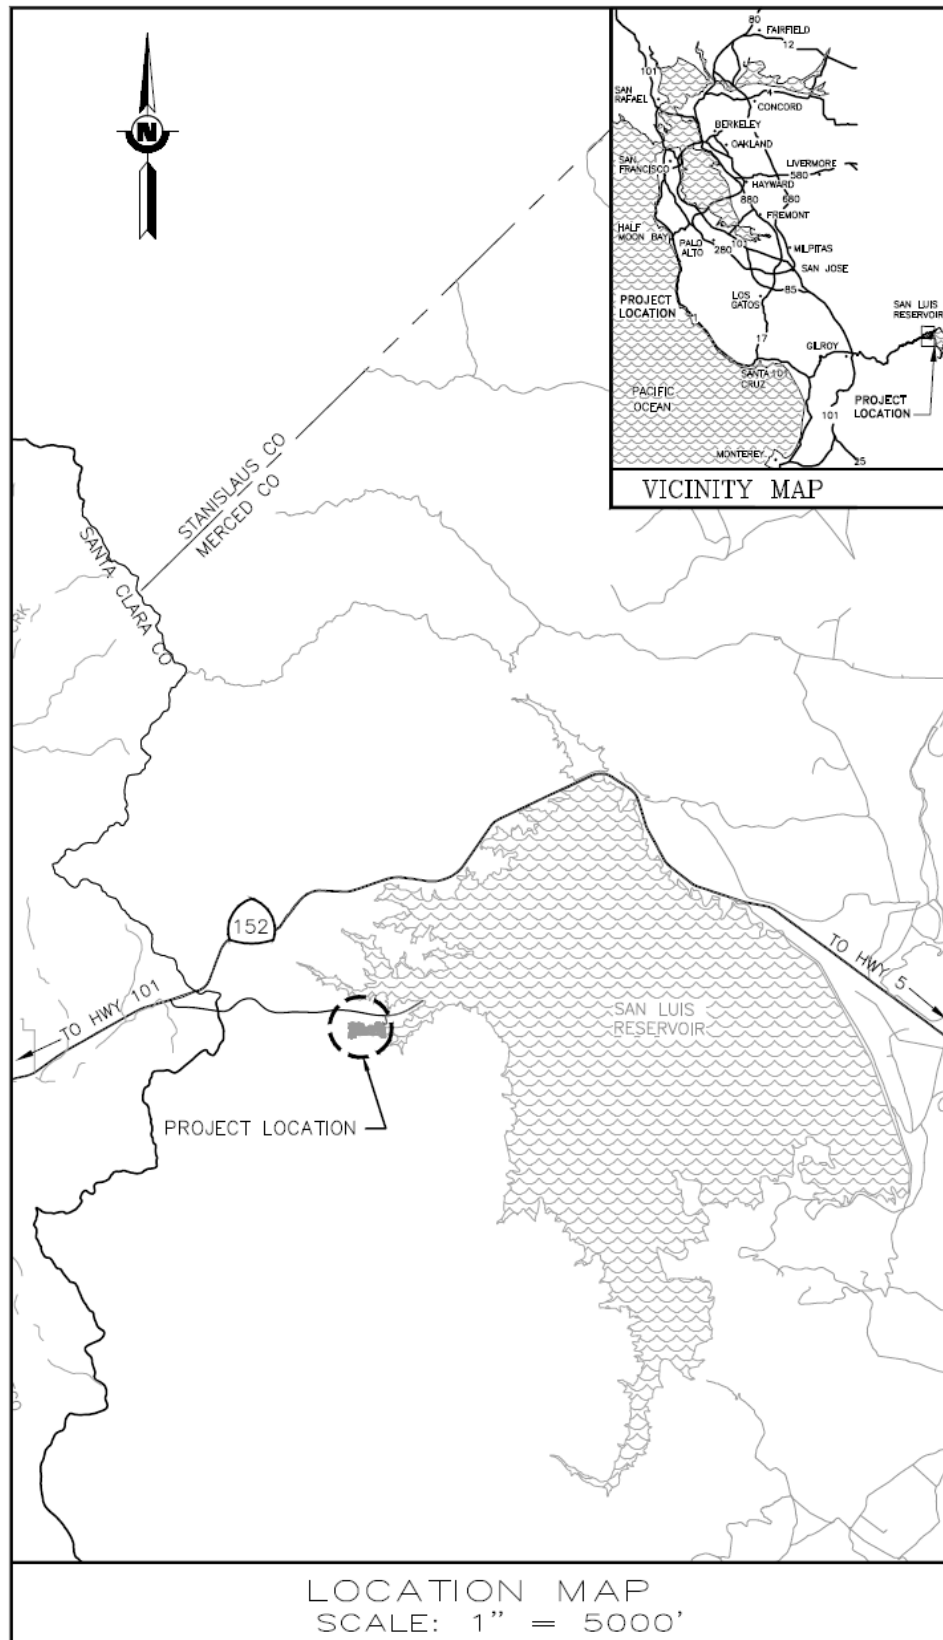 N
80
FAIRFIELD
12
101
SAN
RAFAEL
4
CONCORD
BERKELEY
OAKLAND
SAN
FRANCISCO
LIVERMORE
580
HAYWARD
880
680
FREMONT
HALF
MOON BAY
PALO
ALTO
280
101
MILPITAS
SAN JOSE
PROJECT
LOCATION
LOS
GATOS
85
SAN LUIS
RESERVOIR
1
17
GILROY
SANTA
CRUZ
101
PACIFIC
OCEAN
PROJECT
LOCATION
101
MONTEREY
25
VICINITY MAP
STANISLAUS CO
MERCED CO
SANTA CLARA CO
152
TO HWY 101
TO HWY 5
SAN LUIS
RESERVOIR
PROJECT LOCATION
LOCATION MAP
SCALE: 1" = 5000'